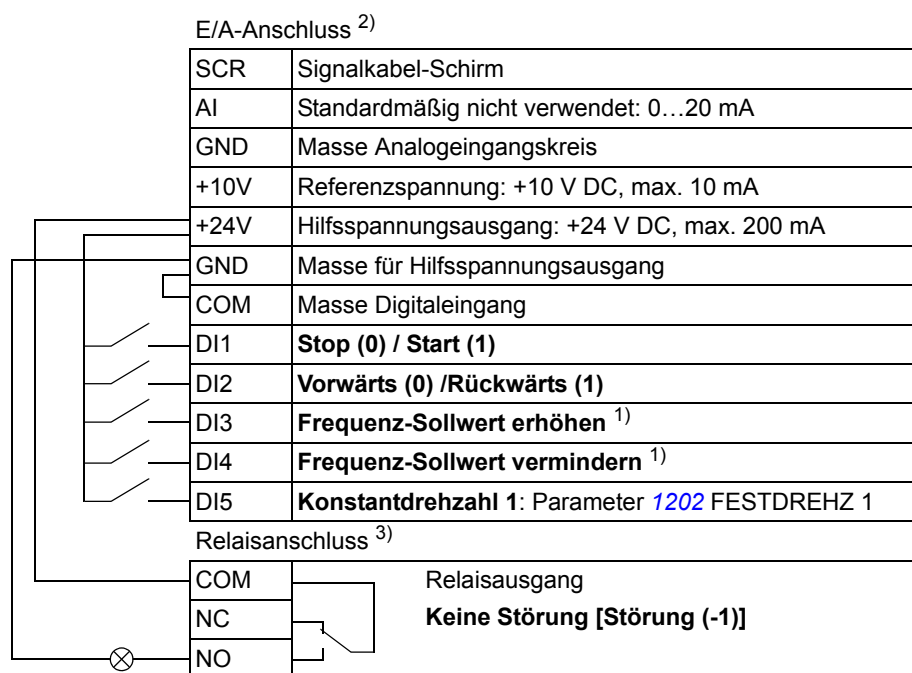 E/A-Anschluss 2)
SCR Signalkabel-Schirm
AI Standardmäßig nicht verwendet: 0…20 mA
GND Masse Analogeingangskreis
+10V Referenzspannung: +10 V DC, max. 10 mA
+24V Hilfsspannungsausgang: +24 V DC, max. 200 mA
GND Masse für Hilfsspannungsausgang
COM Masse Digitaleingang
DI1 Stop (0) / Start (1)
DI2 Vorwärts (0) /Rückwärts (1)
DI3 Frequenz-Sollwert erhöhen 1)
DI4 Frequenz-Sollwert vermindern 1)
DI5 Konstantdrehzahl 1: Parameter 1202 FESTDREHZ 1
Relaisanschluss 3)
COM Relaisausgang
NC Keine Störung [Störung (-1)]
NO